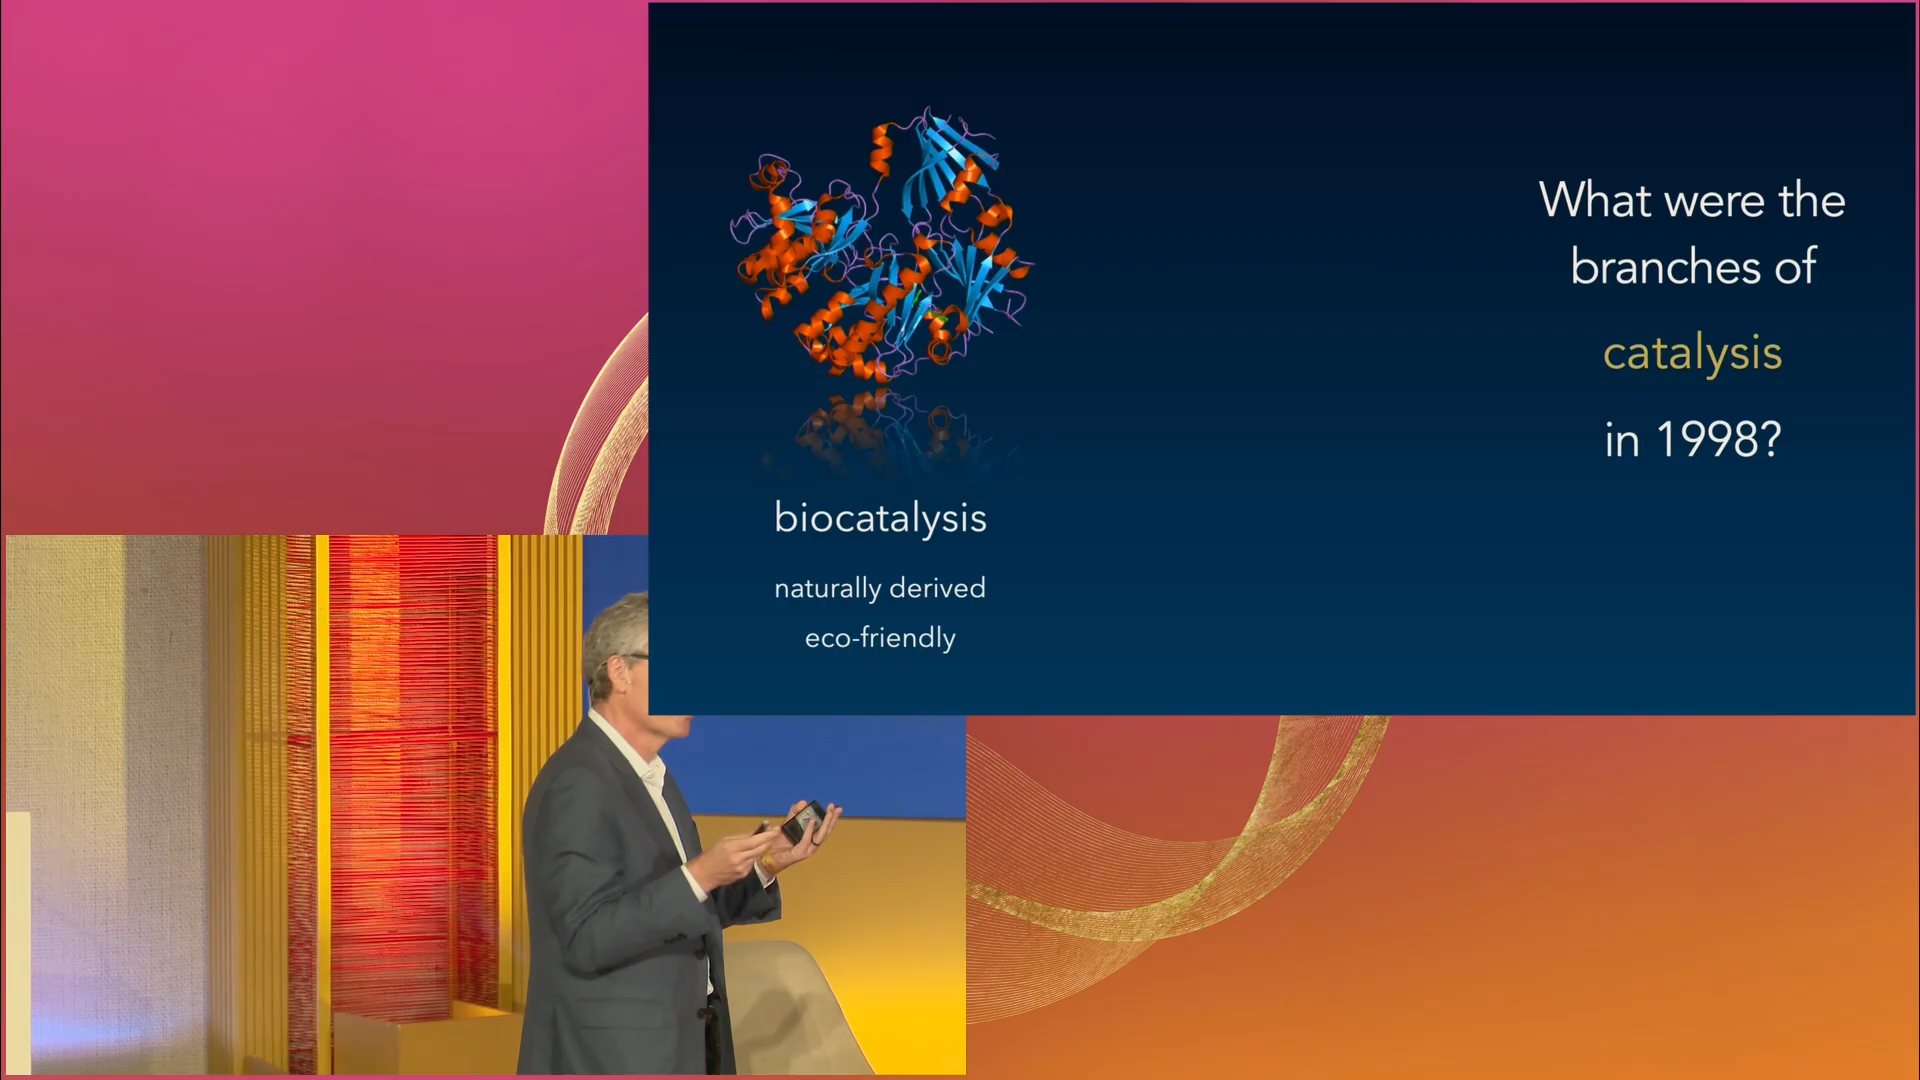 What were the
branches of
catalysis
in 1998?
biocatalysis
naturally derived
eco-friendly